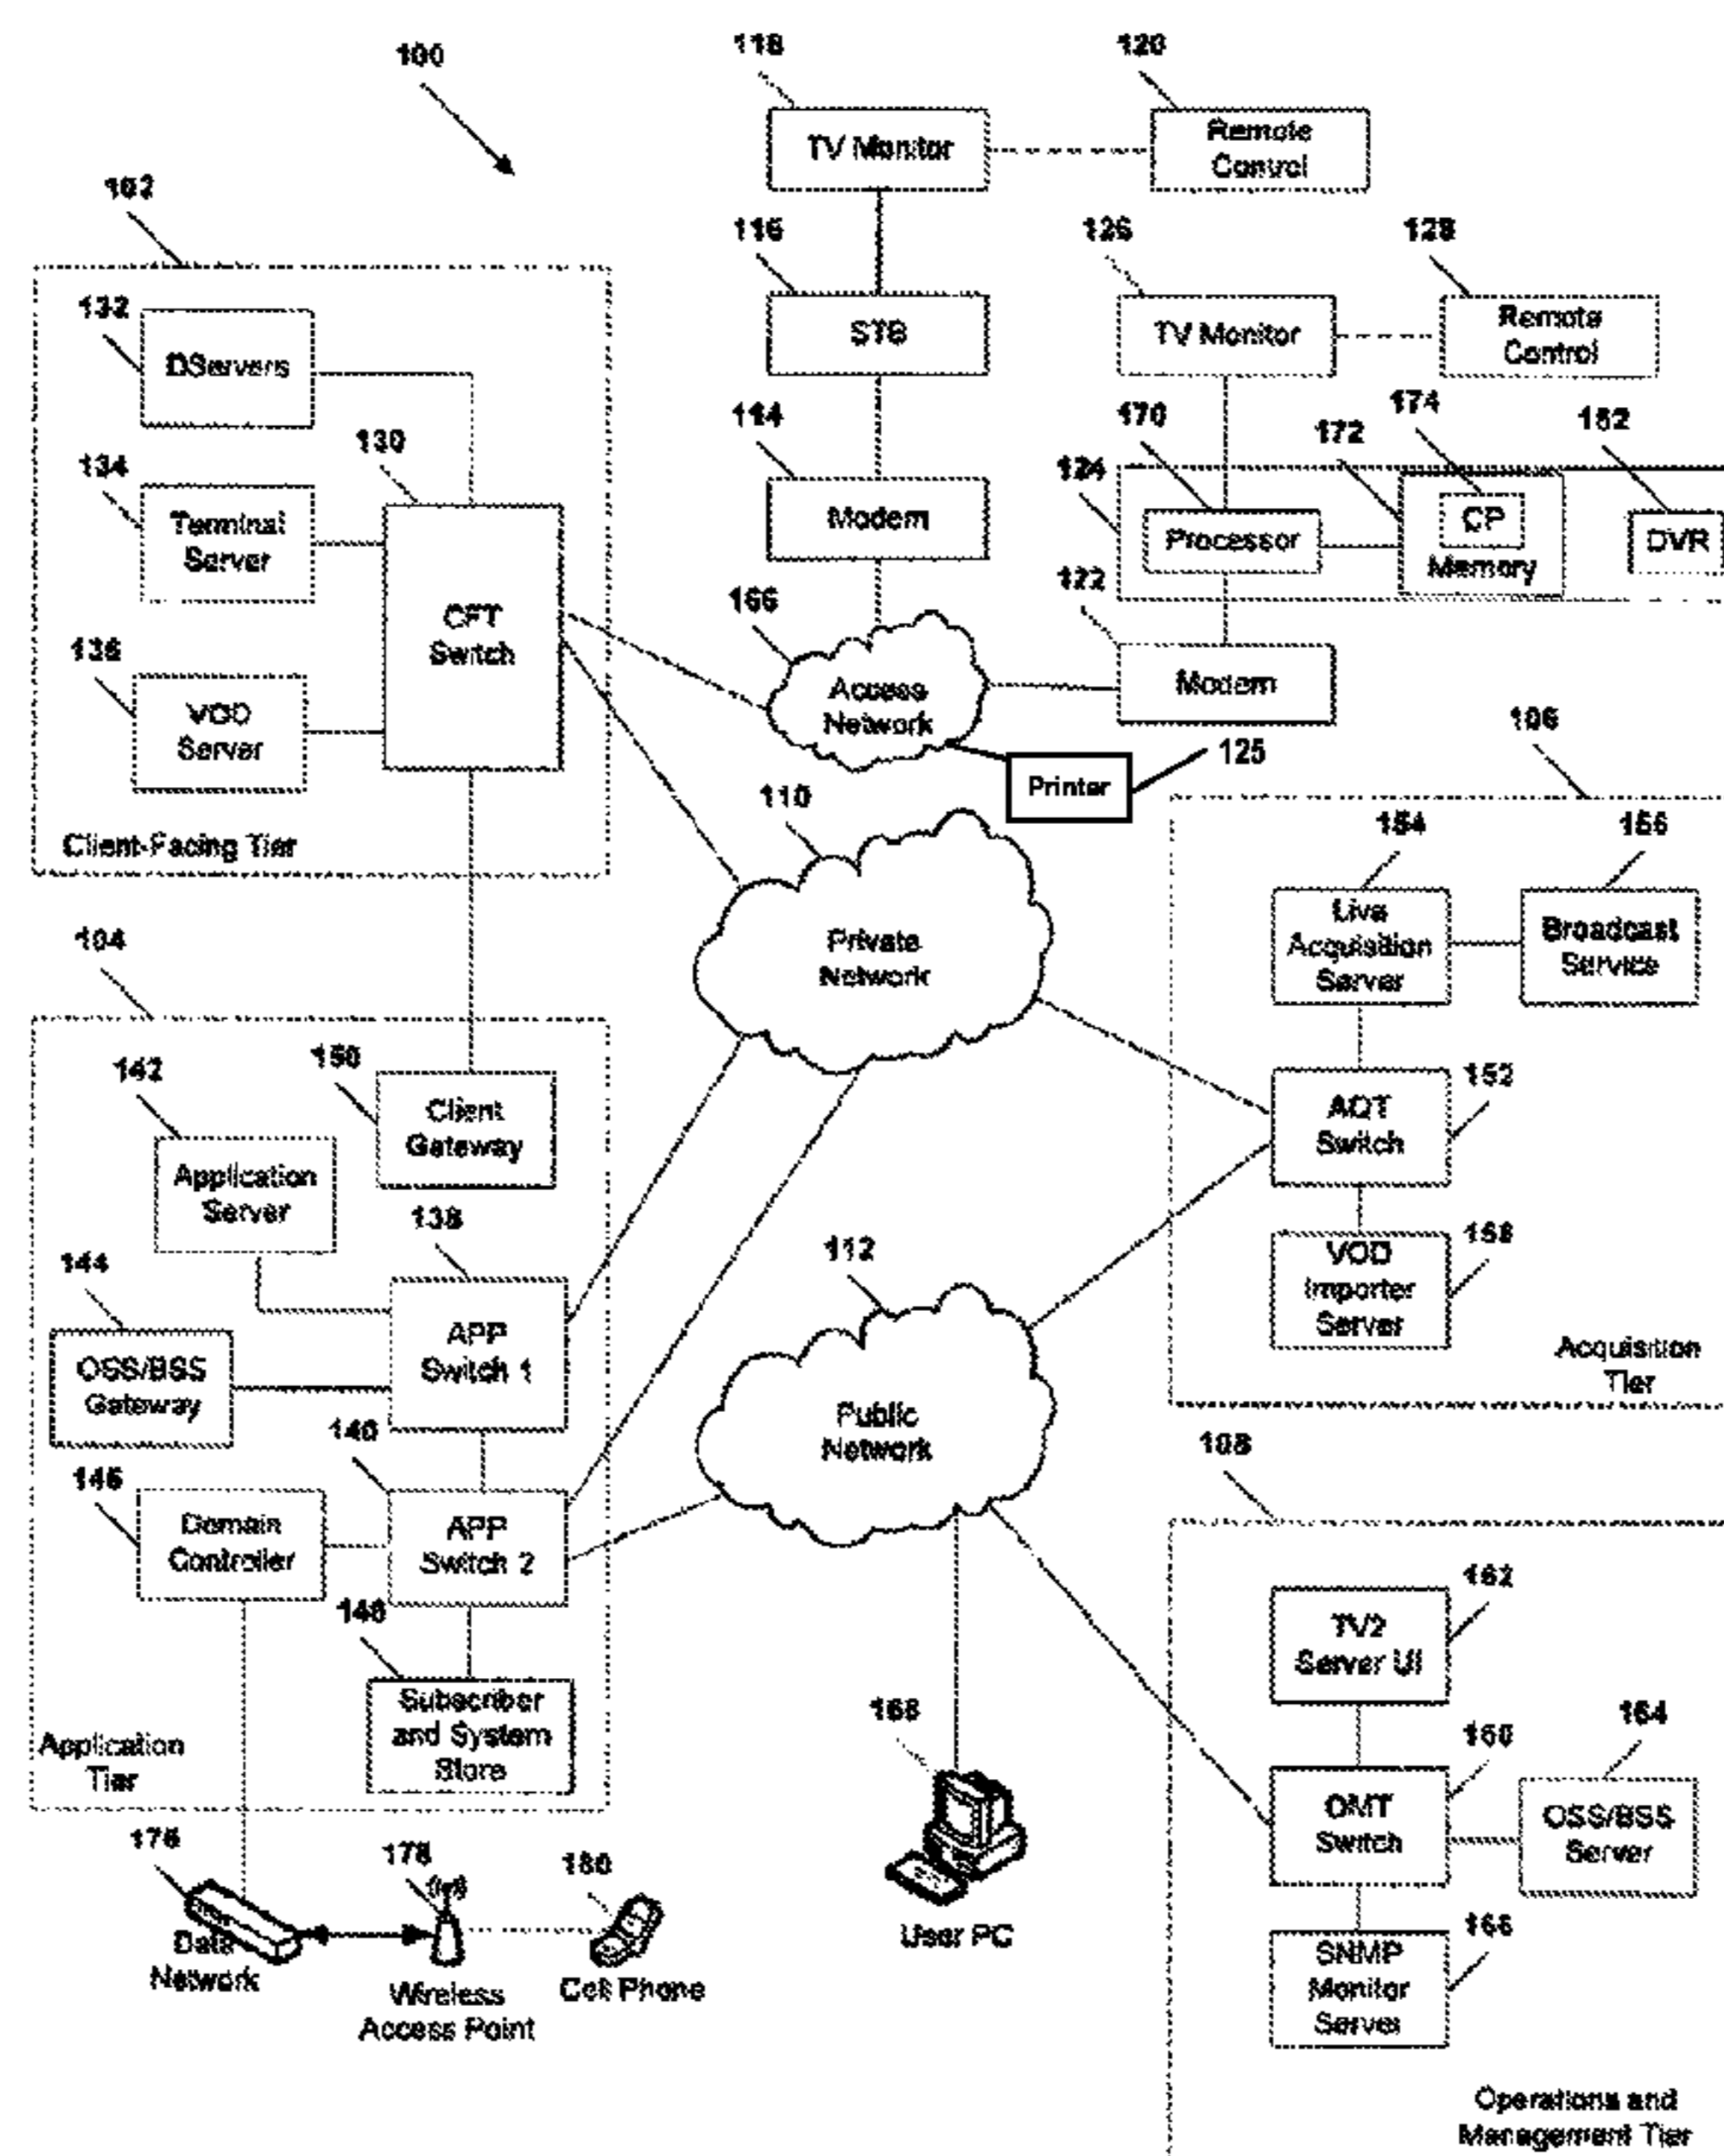 100
118
120
TV Monitor
Remote
Control
102
116
126
128
132
DServers
STB
TV Monitor
Remote
Control
130
114
170
172
174
182
134
Terminal
Server
Modem
124
Processor
CP
Memory
DVR
CFT
Switch
166
122
136
VOD
Server
Access
Network
Modem
106
125
Printer
110
Client-Facing Tier
154
156
104
Private
Network
Live
Acquisition
Server
Broadcast
Service
142
150
Client
Gateway
152
AQT
Switch
Application
Server
138
112
158
VOD
Importer
Server
144
APP
Switch 1
OSS/BSS
Gateway
Acquisition
Tier
140
Public
Network
108
146
Domain
Controller
APP
Switch 2
162
TV2
Server UI
148
Subscriber
and System
Store
168
160
164
Application
Tier
OMT
Switch
OSS/BSS
Server
176
178
180
Data
Network
Wireless
Access Point
Cell Phone
User PC
166
SNMP
Monitor
Server
Operations and
Management Tier